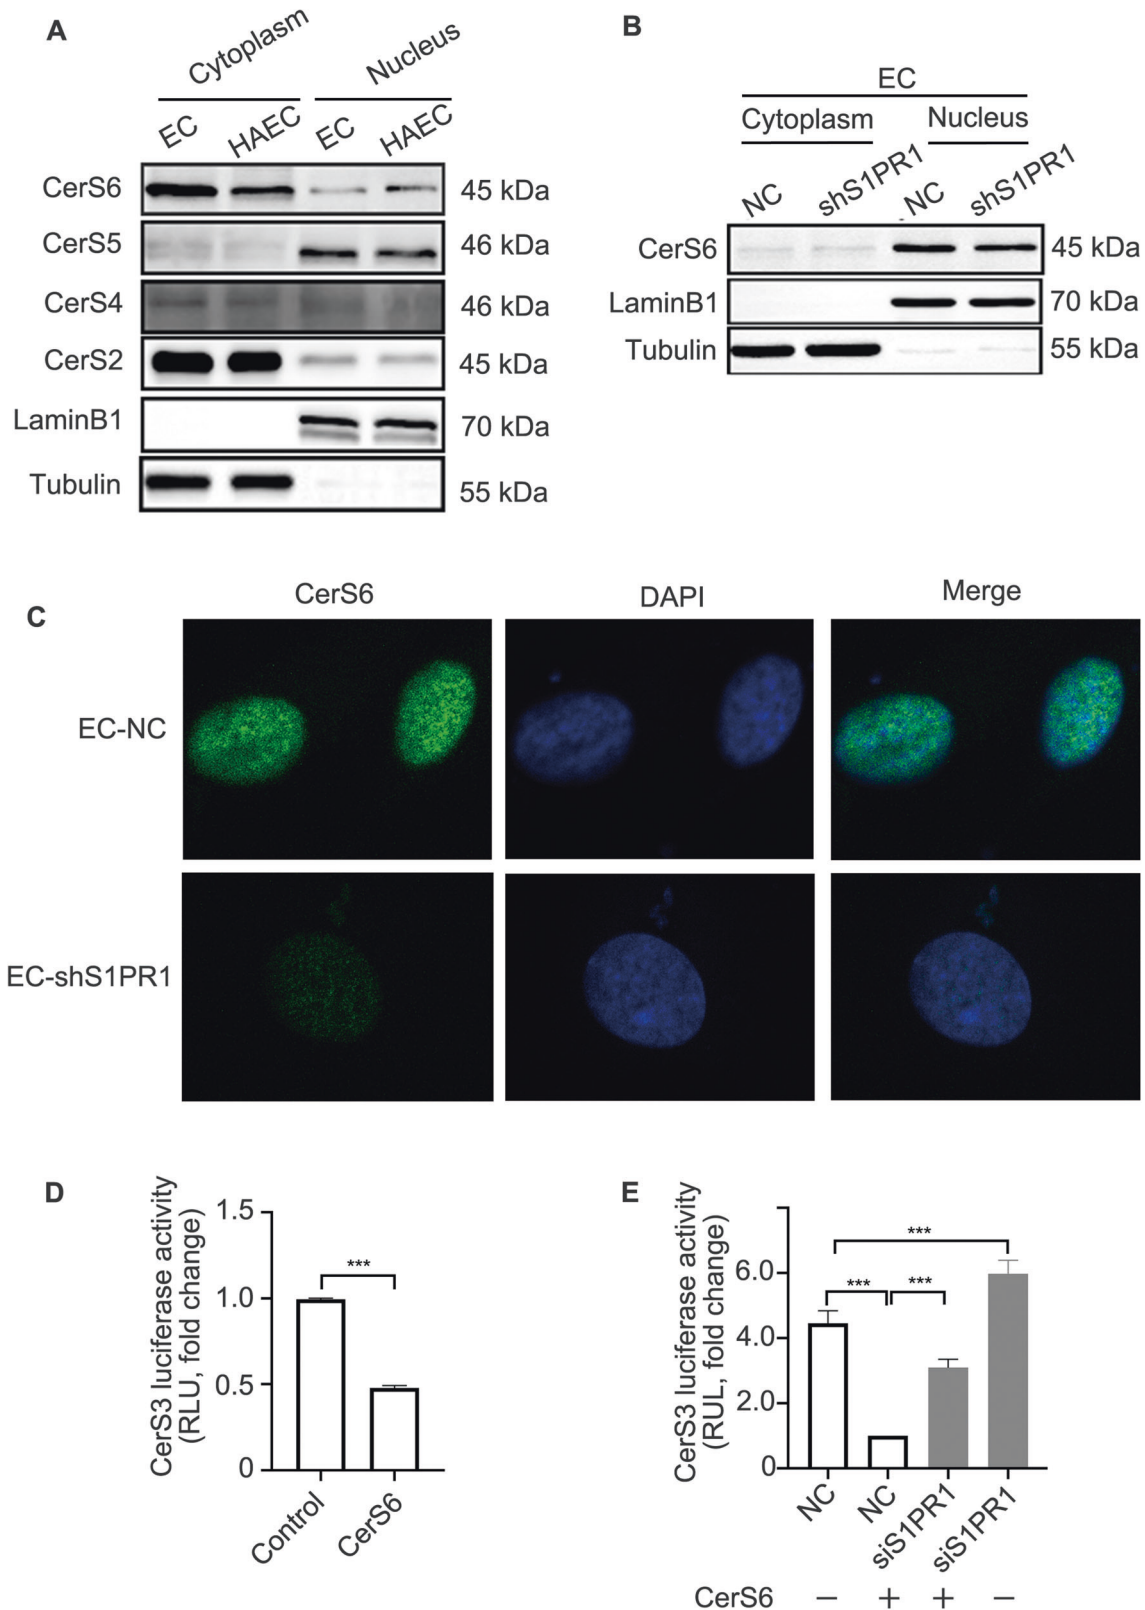 A
Cytoplasm Nucleus
EC HAEC EC HAEC
CerS6 45 kDa
CerS5 46 kDa
CerS4 46 kDa
CerS2 45 kDa
LaminB1 70 kDa
Tubulin 55 kDa
B
EC
Cytoplasm Nucleus
NC shS1PR1 NC shS1PR1
CerS6 45 kDa
LaminB1 70 kDa
Tubulin 55 kDa
C
CerS6 DAPI Merge
EC-NC
EC-shS1PR1
D
CerS3 luciferase activity
(RLU, fold change)
1.5
1.0
0.5
0
***
Control CerS6
E
CerS3 luciferase activity
(RUL, fold change)
6.0
4.0
2.0
0
***
*** ***
NC NC siS1PR1 siS1PR1
CerS6 − + + −